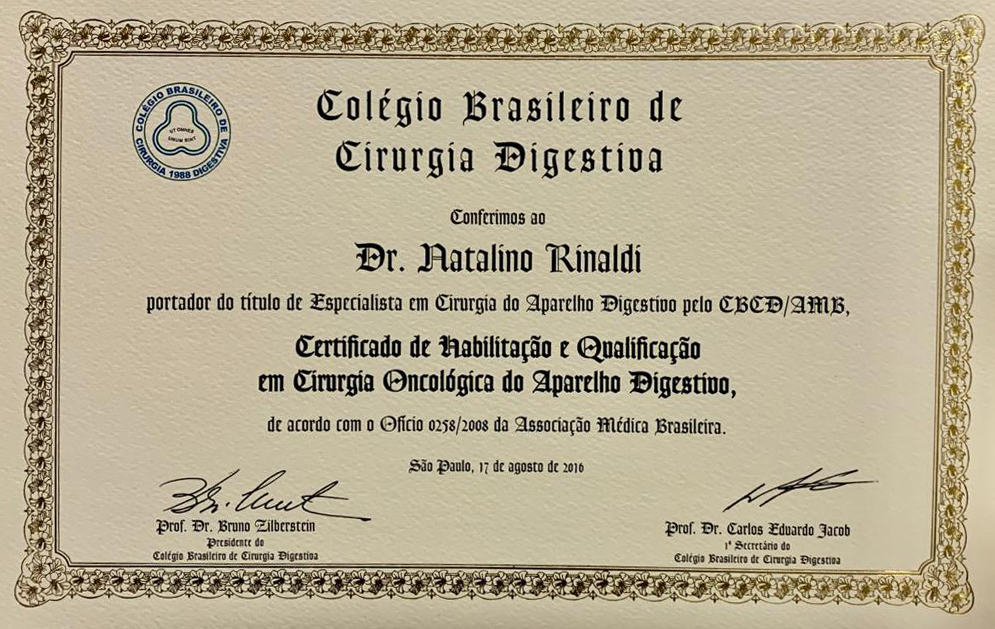 COLÉGIO BRASILEIRO DE CIRURGIA DIGESTIVA 1988
UT OMNES
UNUM SINT
Colégio Brasileiro de
Cirurgia Digestiva
Conferimos ao
Dr. Natalino Rinaldi
portador do título de Especialista em Cirurgia do Aparelho Digestivo pelo CBCD/AMB,
Certificado de Habilitação e Qualificação
em Cirurgia Oncológica do Aparelho Digestivo,
de acordo com o Ofício 0258/2008 da Associação Médica Brasileira.
São Paulo, 17 de agosto de 2016
Prof. Dr. Bruno Zilberstein
Presidente do
Colégio Brasileiro de Cirurgia Digestiva
Prof. Dr. Carlos Eduardo Jacob
1º Secretário do
Colégio Brasileiro de Cirurgia Digestiva